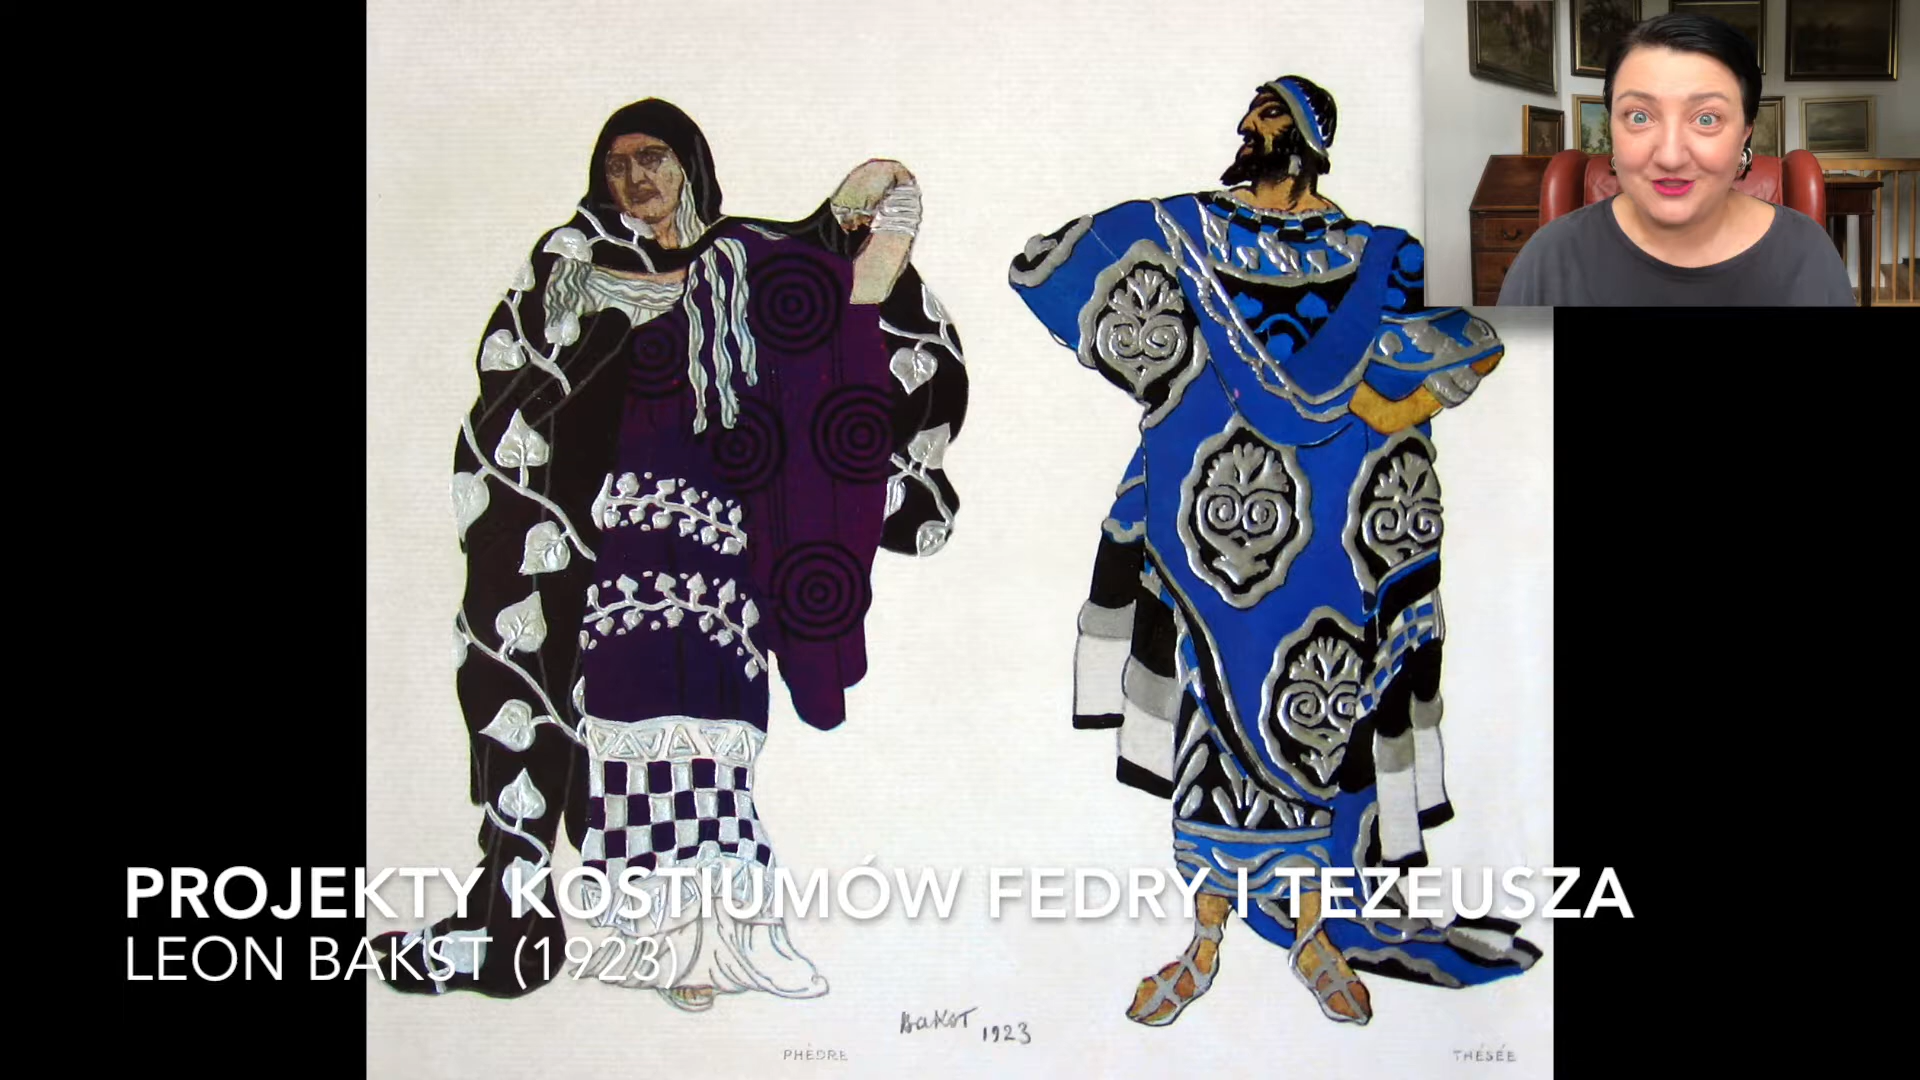 PROJEKTY KOSTIUMÓW FEDRY I TEZEUSZA
LEON BAKST (1923)
BaKsT 1923
PHÈDRE
THÉSÉE